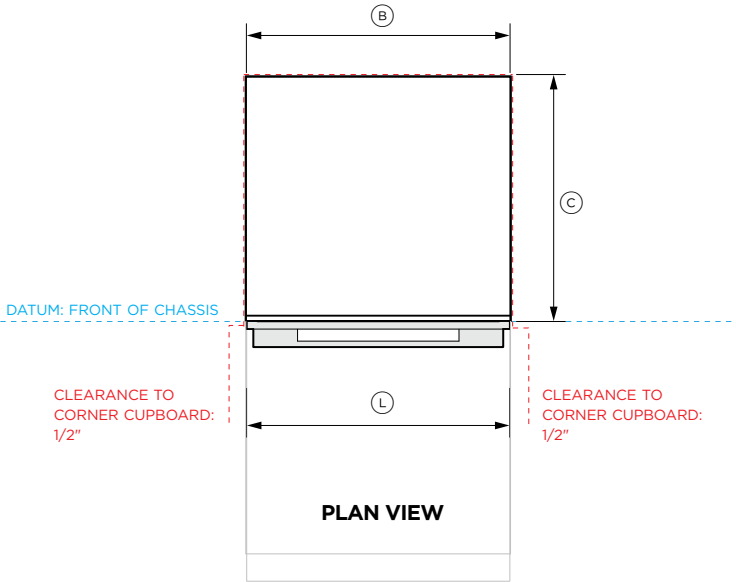 B
C
DATUM: FRONT OF CHASSIS
CLEARANCE TO
CORNER CUPBOARD:
1/2"
L
CLEARANCE TO
CORNER CUPBOARD:
1/2"
PLAN VIEW